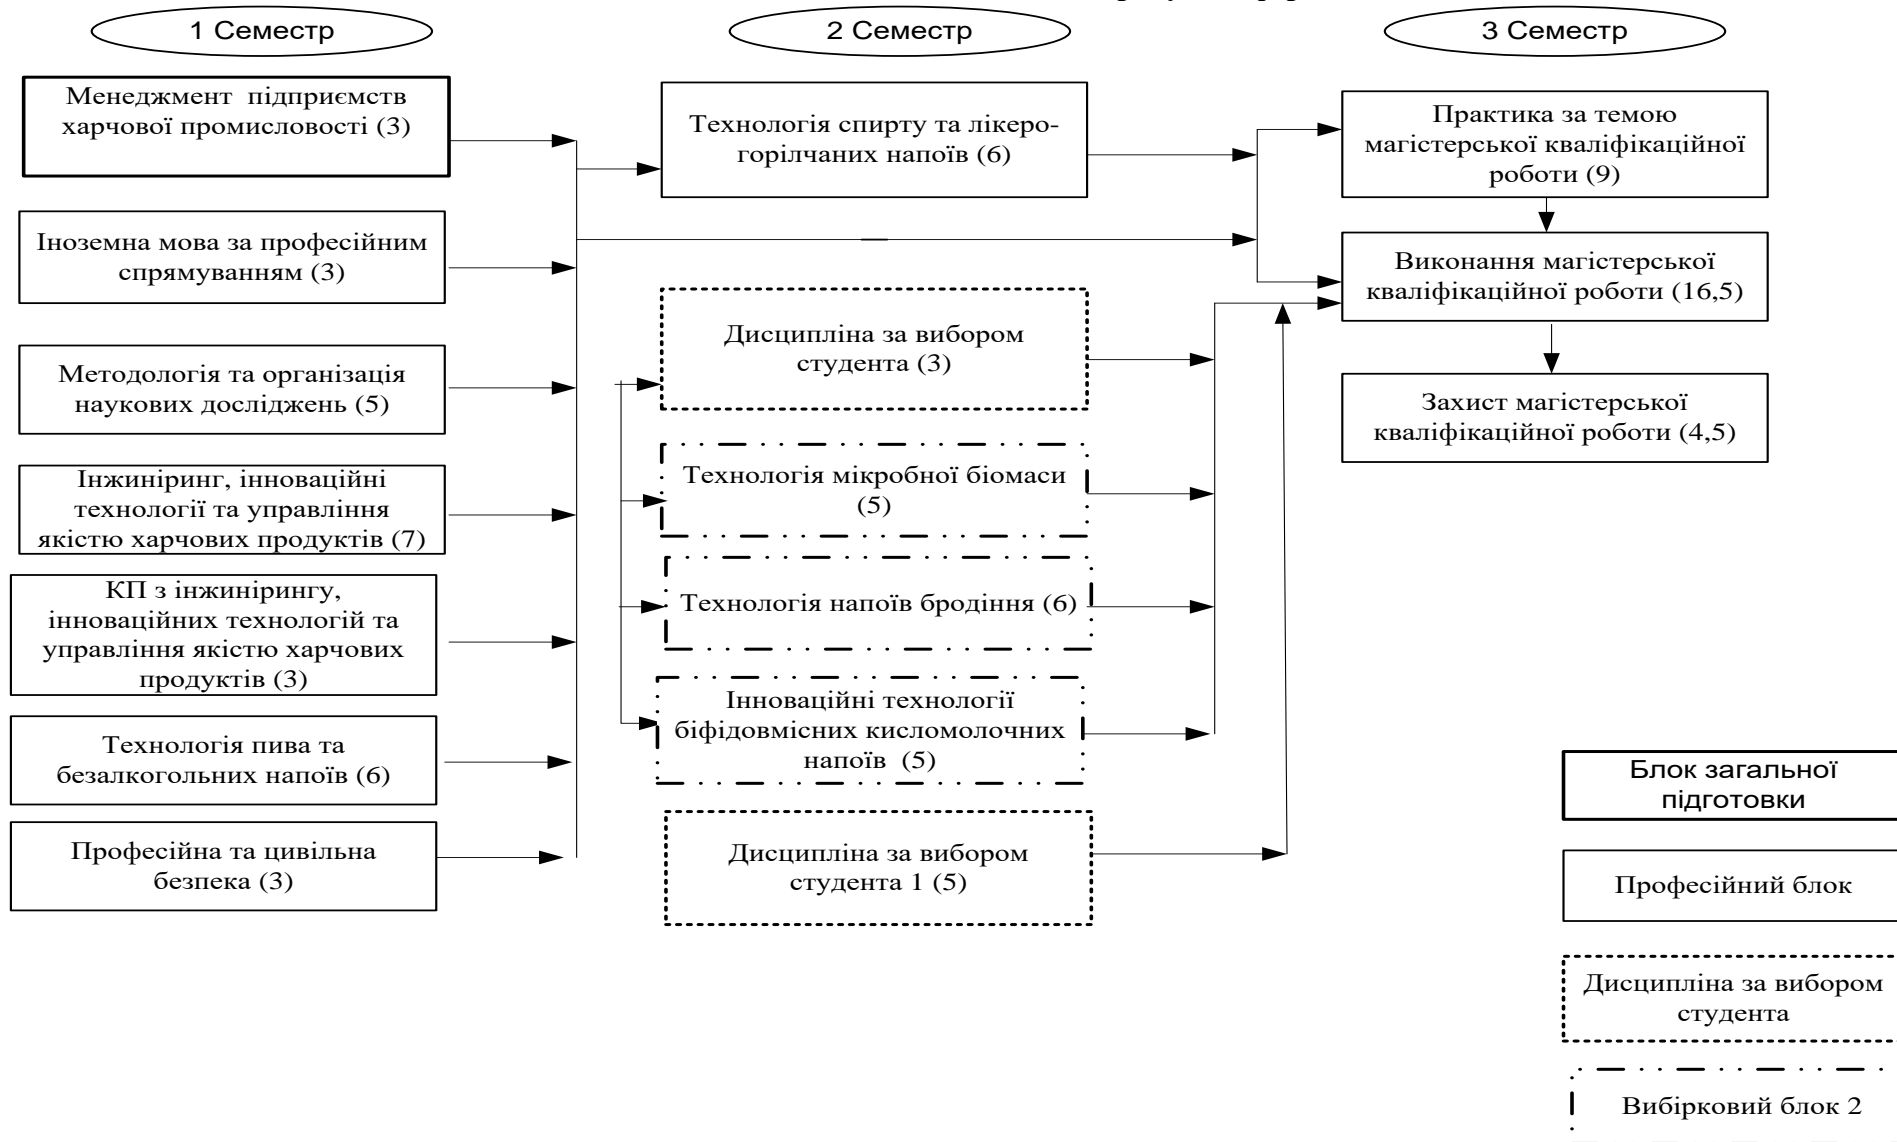 1 Семестр
2 Семестр
3 Семестр
Менеджмент підприємств
харчової промисловості (3)
Іноземна мова за професійним
спрямуванням (3)
Методологія та організація
наукових досліджень (5)
Інжиніринг, інноваційні
технології та управління
якістю харчових продуктів (7)
КП з інжинірингу,
інноваційних технологій та
управління якістю харчових
продуктів (3)
Технологія пива та
безалкогольних напоїв (6)
Професійна та цивільна
безпека (3)
Технологія спирту та лікеро-
горілчаних напоїв (6)
Дисципліна за вибором
студента (3)
Технологія мікробної біомаси
(5)
Технологія напоїв бродіння (6)
Інноваційні технології
біфідовмісних кисломолочних
напоїв (5)
Дисципліна за вибором
студента 1 (5)
Практика за темою
магістерської кваліфікаційної
роботи (9)
Виконання магістерської
кваліфікаційної роботи (16,5)
Захист магістерської
кваліфікаційної роботи (4,5)
Блок загальної
підготовки
Професійний блок
Дисципліна за вибором
студента
Вибірковий блок 2